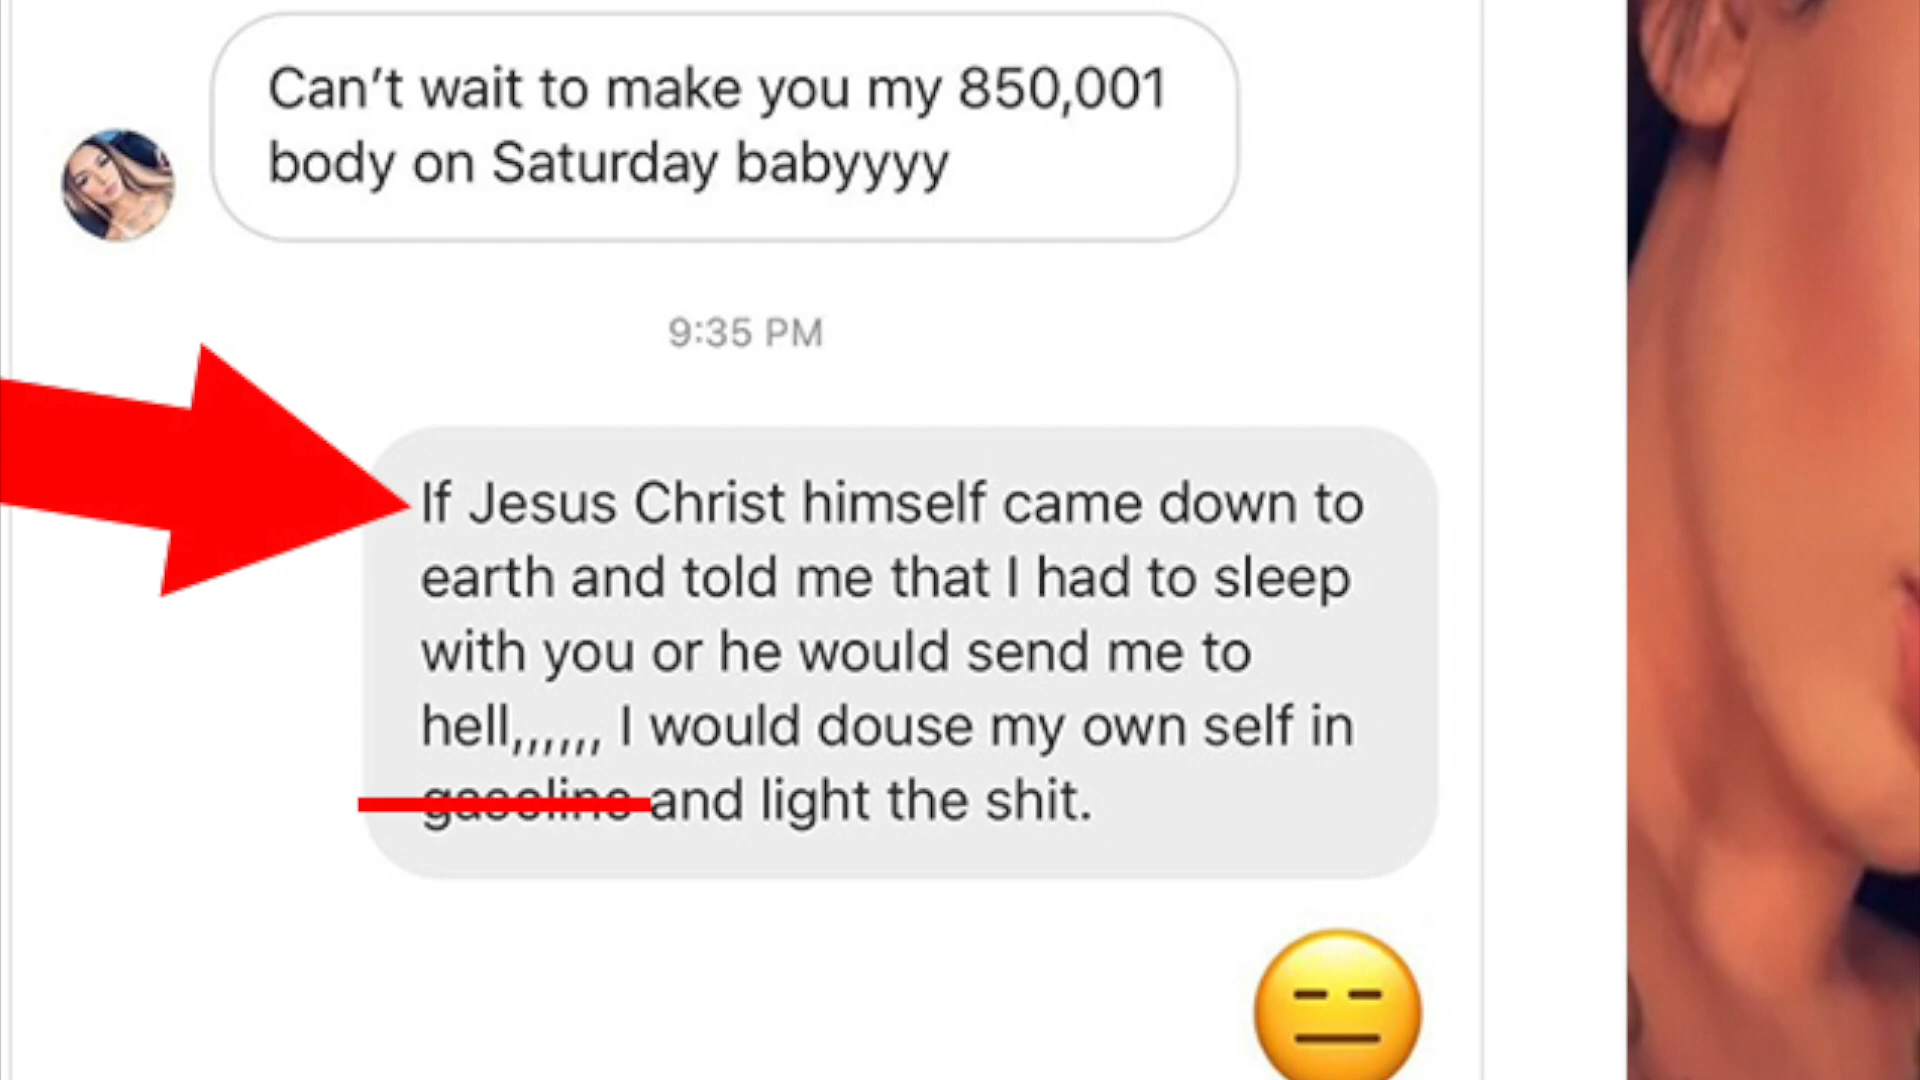 Can't wait to make you my 850,001
body on Saturday babyyyy
9:35 PM
If Jesus Christ himself came down to
earth and told me that I had to sleep
with you or he would send me to
hell,,,,,, I would douse my own self in
gasoline and light the shit.